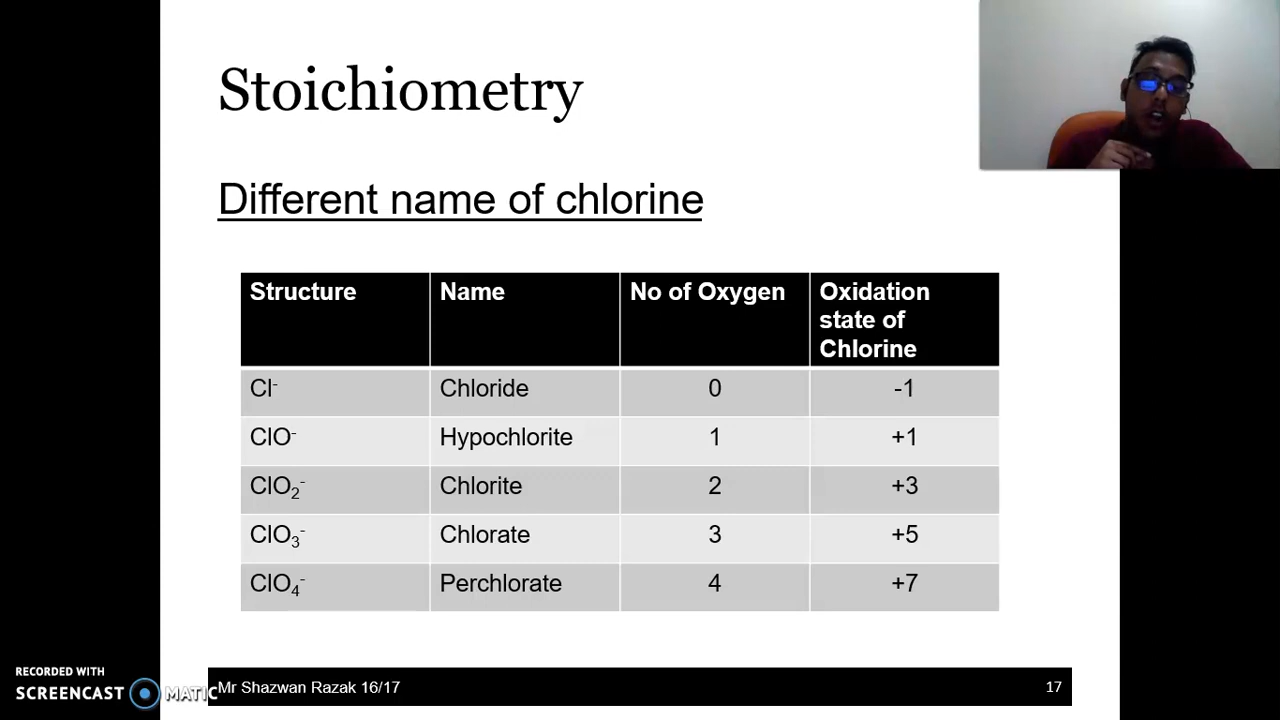 Stoichiometry
Different name of chlorine
Structure Name No of Oxygen Oxidation state of Chlorine
Cl⁻ Chloride 0 -1
ClO⁻ Hypochlorite 1 +1
ClO₂⁻ Chlorite 2 +3
ClO₃⁻ Chlorate 3 +5
ClO₄⁻ Perchlorate 4 +7
RECORDED WITH
SCREENCAST MATIC
Mr Shazwan Razak 16/17
17